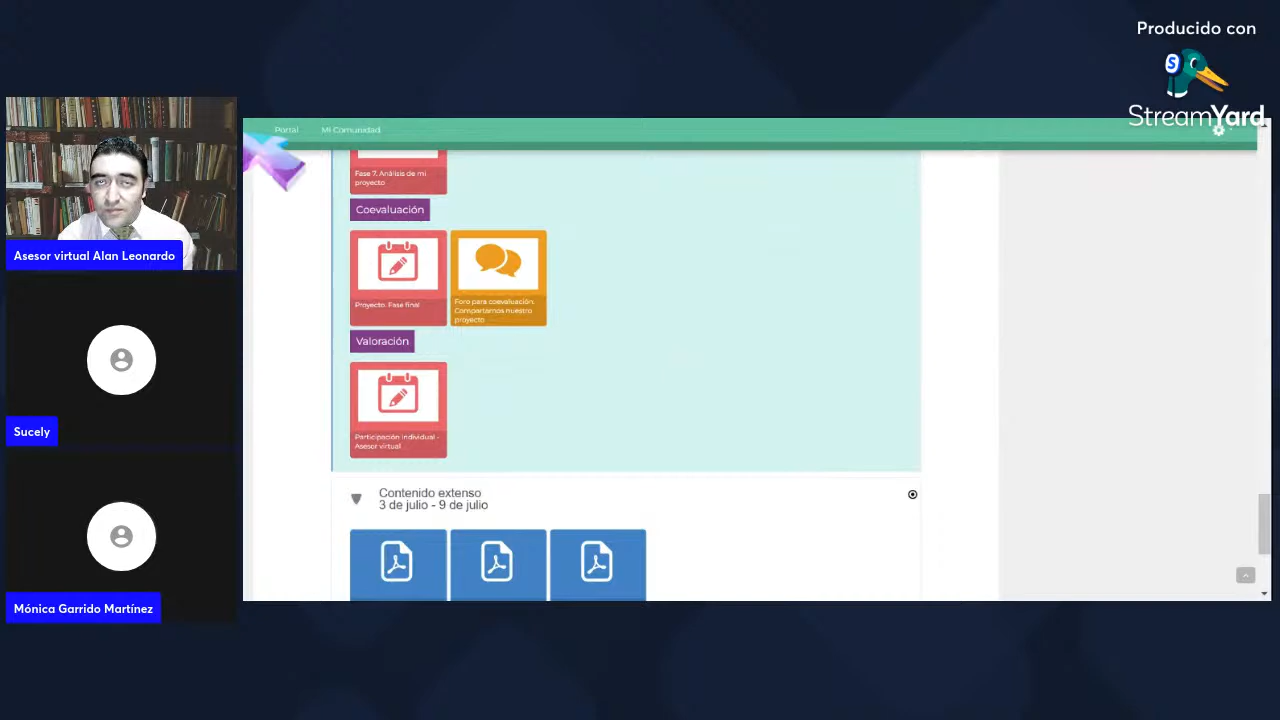 Producido con
StreamYard
Portal
Mi Comunidad
Fase 7. Análisis de mi
proyecto
Coevaluación
Proyecto. Fase final
Foro para coevaluación.
Compartamos nuestro
proyecto
Valoración
Participación individual -
Asesor virtual
Contenido extenso
3 de julio - 9 de julio
Asesor virtual Alan Leonardo
Sucely
Mónica Garrido Martínez